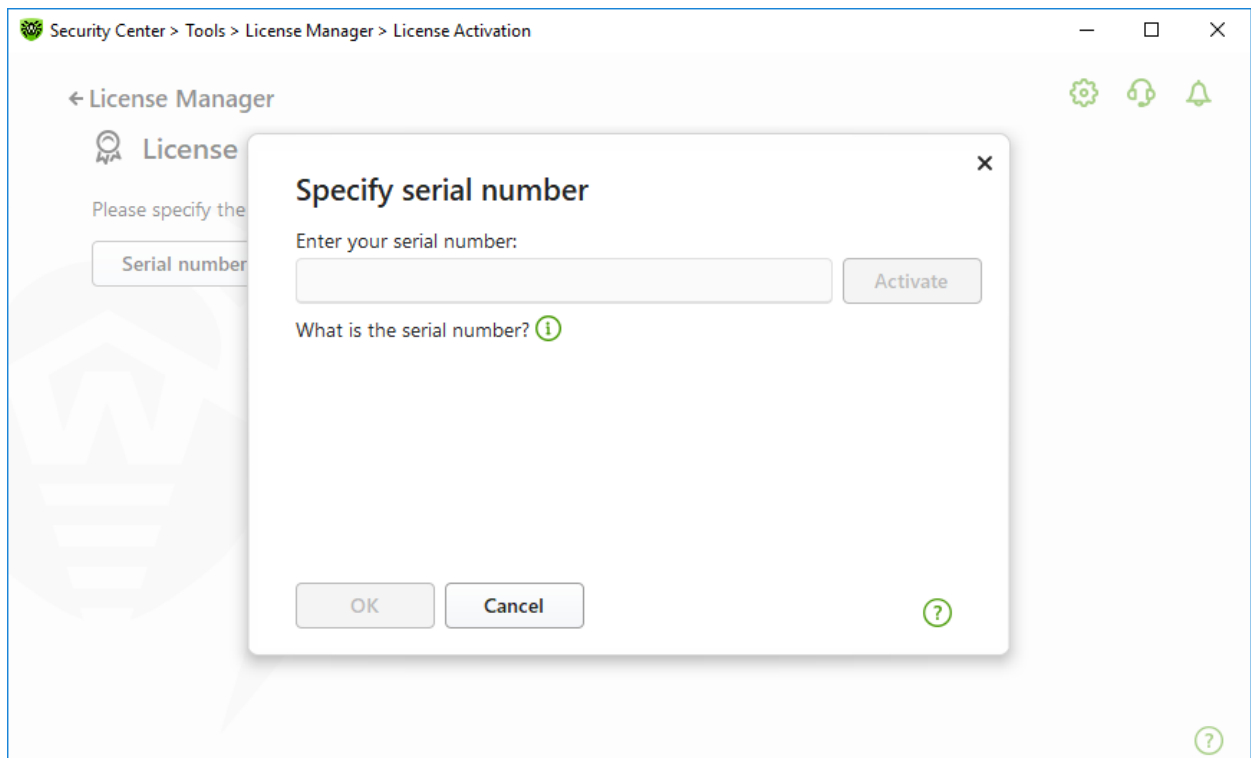 Security Center > Tools > License Manager > License Activation
License Manager
License
Please specify the
Serial number
Specify serial number
Enter your serial number:
Activate
What is the serial number?
OK
Cancel